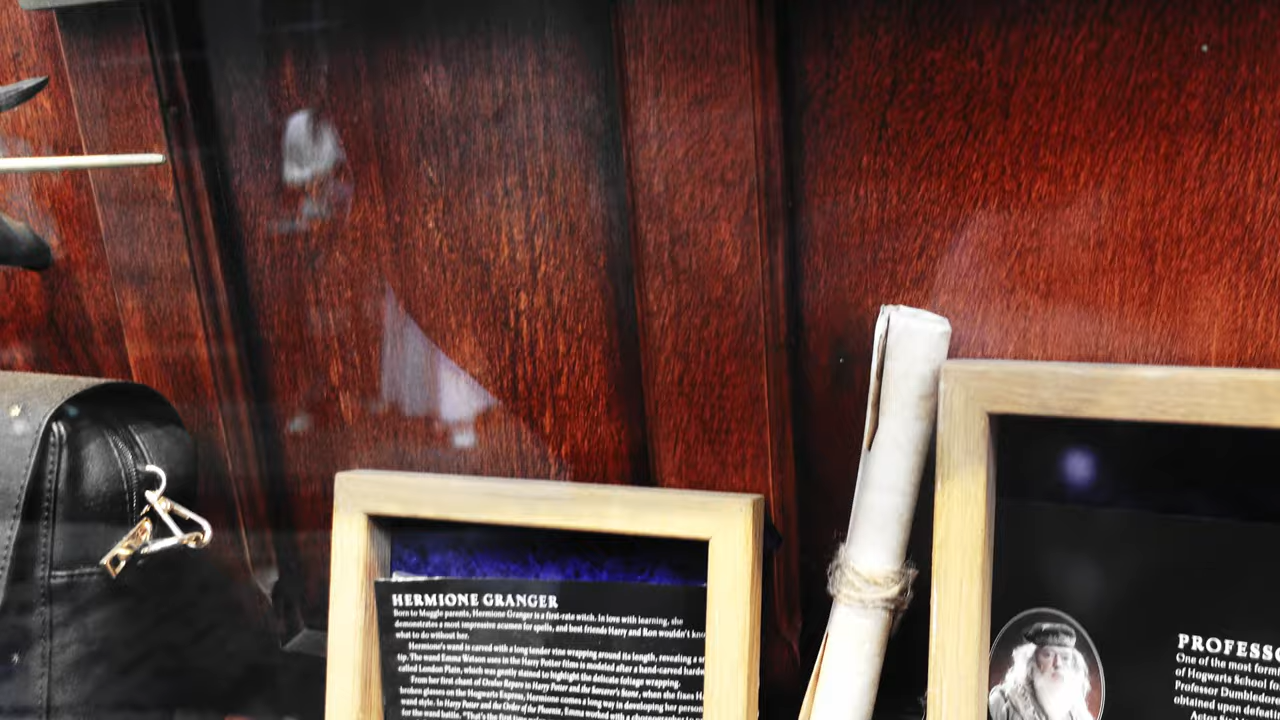 HERMIONE GRANGER
Born to Muggle parents, Hermione Granger is a first-rate witch. In love with learning, she
demonstrates a most impressive acumen for spells, and best friends Harry and Ron wouldn't
what to do without her.
Hermione's wand is carved with a long tender vine wrapping around its length, revealing a
tip. The wand Emma Watson uses in the Harry Potter films is modeled after a hand-carved
called London Plain, which was gently stained to highlight the delicate foliage wrapping.
From her first chant of Oculus Reparo in Harry Potter and the Sorcerer's Stone, when she fixes
broken glasses on the Hogwarts Express, Hermione comes a long way in developing her
wand style. In Harry Potter and the Order of the Phoenix, Emma worked with a choreographer to
for the wand battle. "That's the first time
PROFESSO
One of the most
of Hogwarts School
Professor Dumbledore
obtained upon